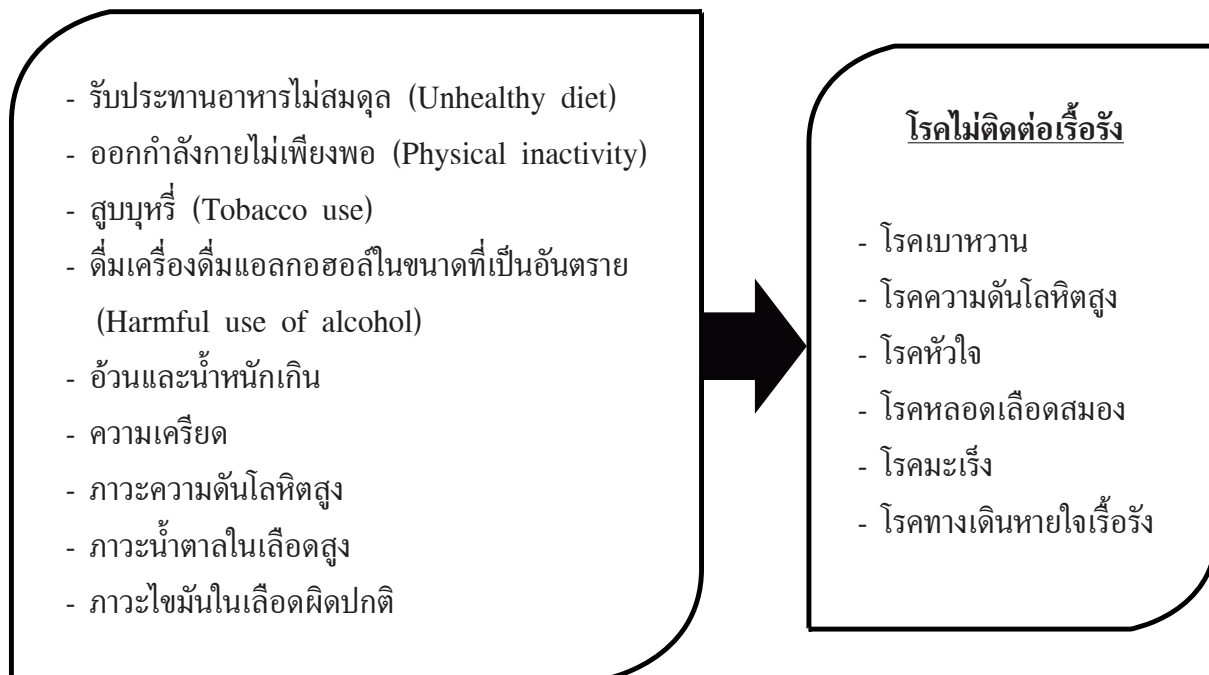 - รับประทานอาหารไม่สมดุล (Unhealthy diet)
- ออกกำลังกายไม่เพียงพอ (Physical inactivity)
- สูบบุหรี่ (Tobacco use)
- ดื่มเครื่องดื่มแอลกอฮอล์ในขนาดที่เป็นอันตราย
(Harmful use of alcohol)
- อ้วนและน้ำหนักเกิน
- ความเครียด
- ภาวะความดันโลหิตสูง
- ภาวะน้ำตาลในเลือดสูง
- ภาวะไขมันในเลือดผิดปกติ
โรคไม่ติดต่อเรื้อรัง
- โรคเบาหวาน
- โรคความดันโลหิตสูง
- โรคหัวใจ
- โรคหลอดเลือดสมอง
- โรคมะเร็ง
- โรคทางเดินหายใจเรื้อรัง